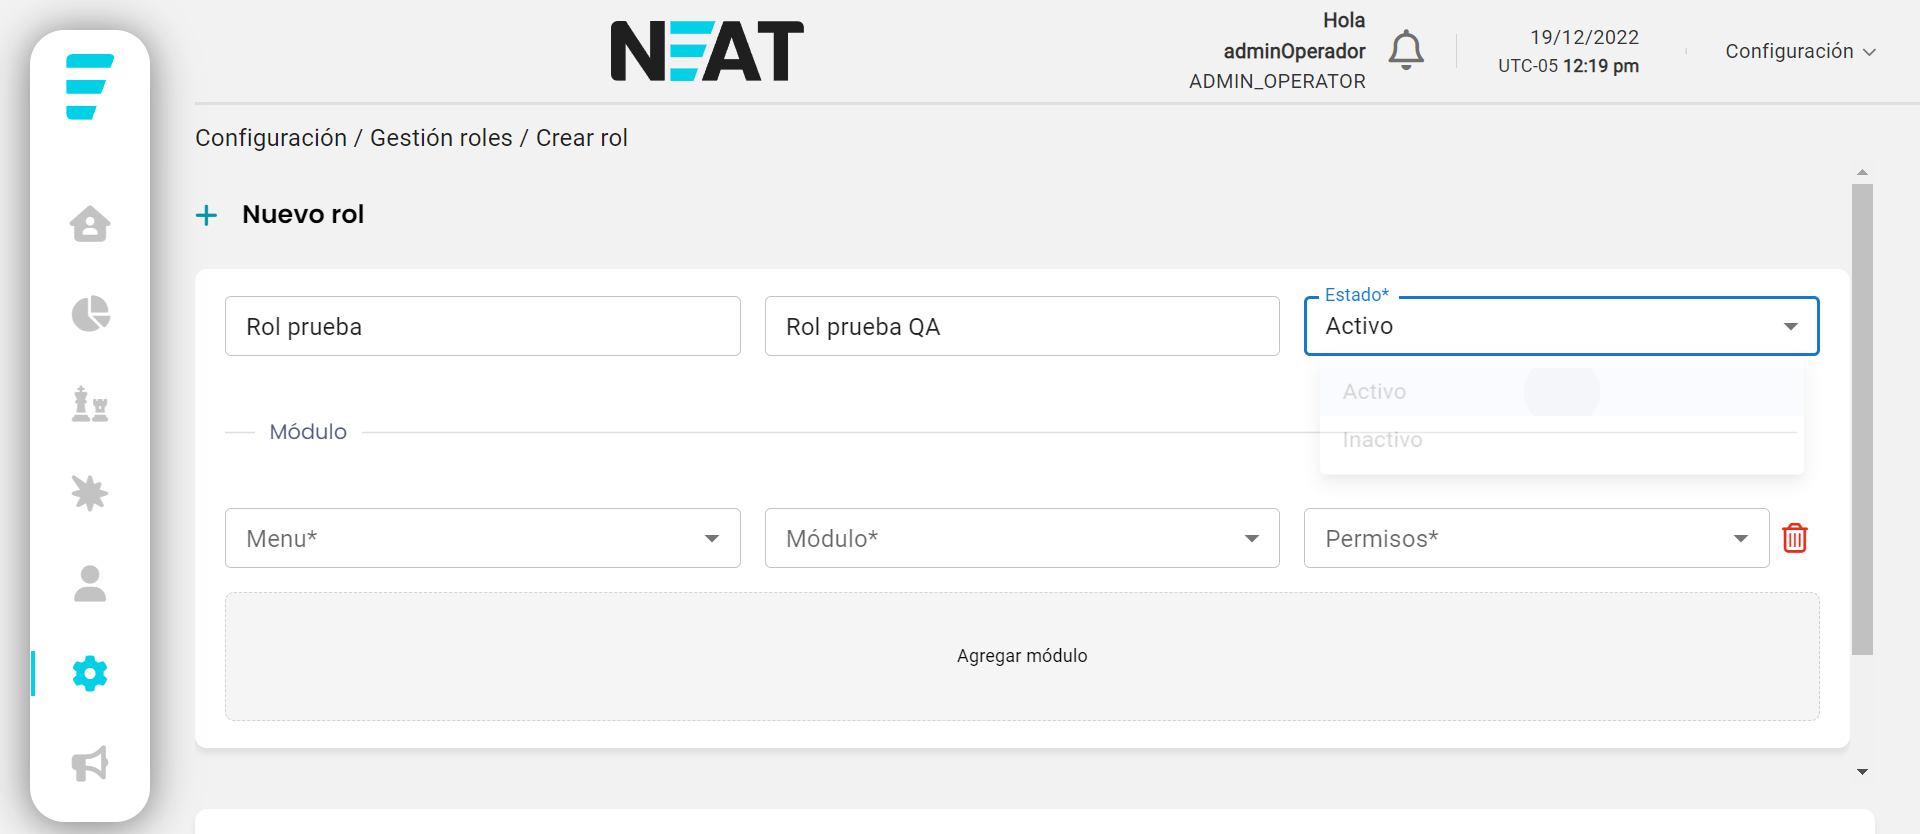 NEAT
Hola
adminOperador
ADMIN_OPERATOR
19/12/2022
UTC-05 12:19 pm
Configuración
Configuración / Gestión roles / Crear rol
+ Nuevo rol
Rol prueba
Rol prueba QA
Estado*
Activo
Activo
Inactivo
Módulo
Menu*
Módulo*
Permisos*
Agregar módulo